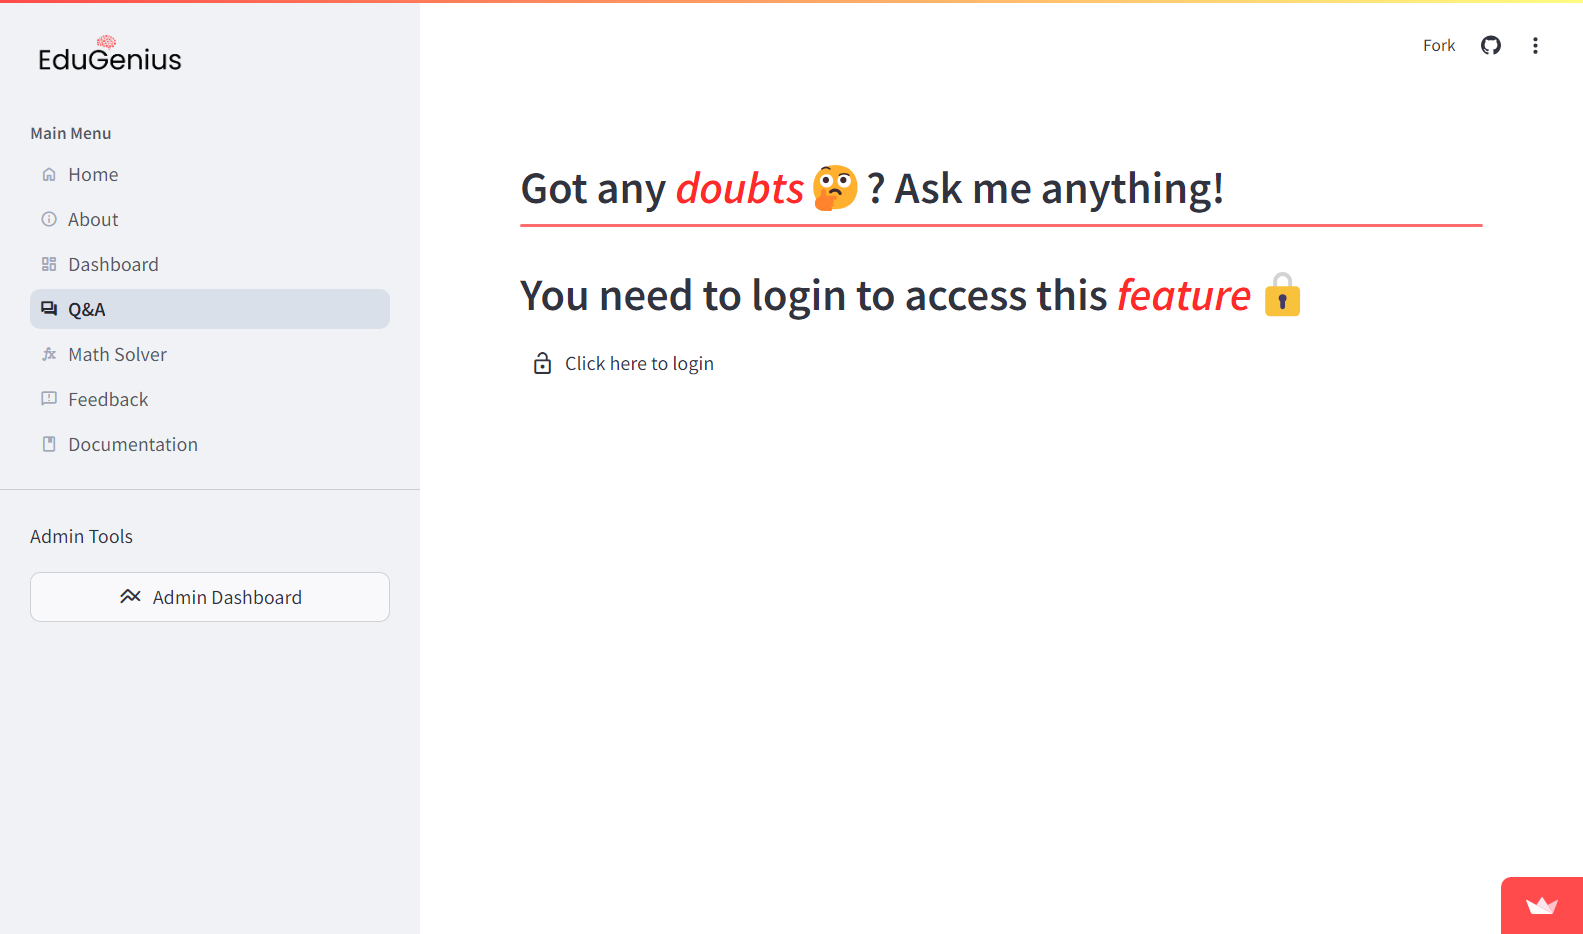 EduGenius
Main Menu
Home
About
Dashboard
Q&A
Math Solver
Feedback
Documentation
Admin Tools
Admin Dashboard
Fork
Got any doubts🤔? Ask me anything!
You need to login to access this feature 🔒
Click here to login